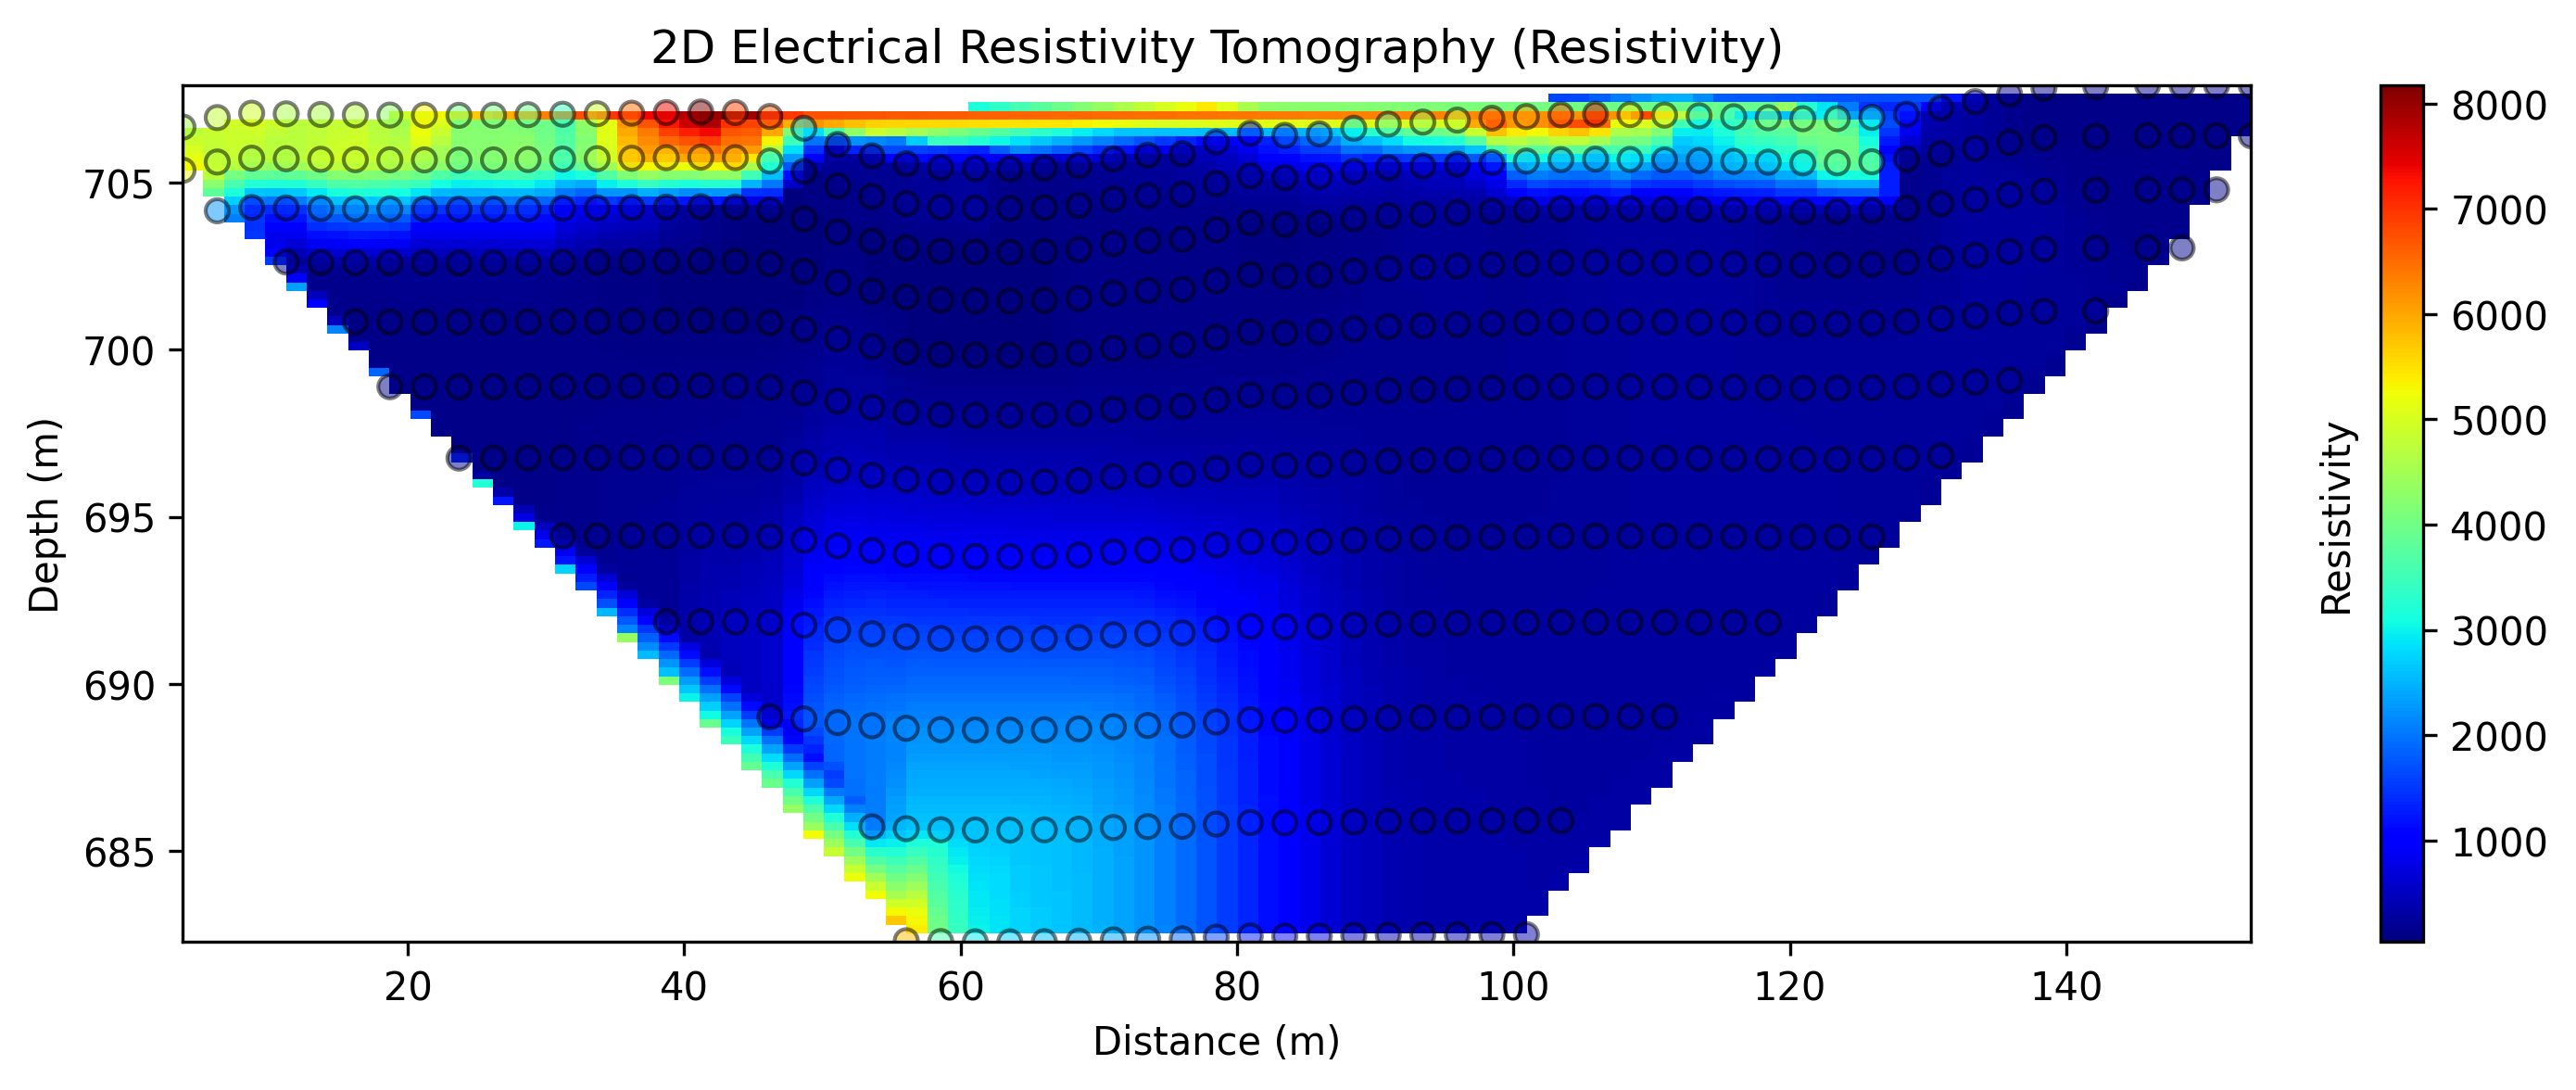 2D Electrical Resistivity Tomography (Resistivity)
Depth (m)
705
700
695
690
685
20 40 60 80 100 120 140
Distance (m)
Resistivity
8000
7000
6000
5000
4000
3000
2000
1000